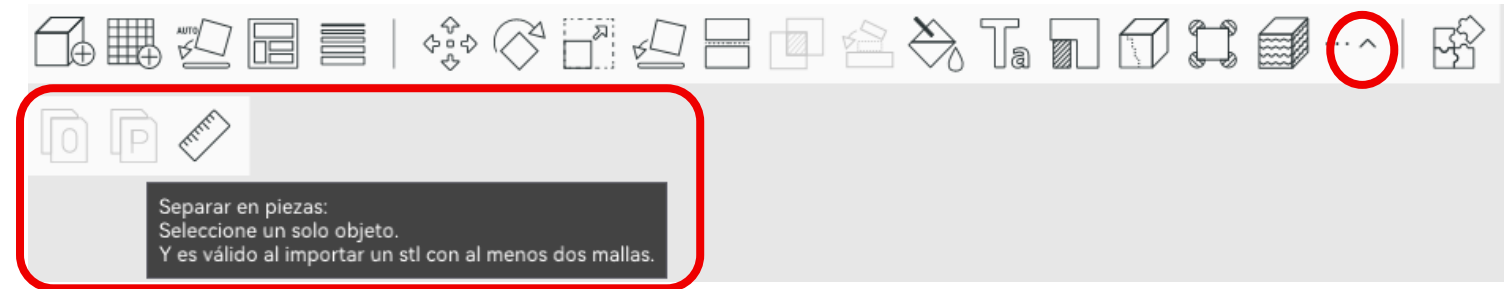 AUTO
Ta
O P
Separar en piezas:
Seleccione un solo objeto.
Y es válido al importar un stl con al menos dos mallas.